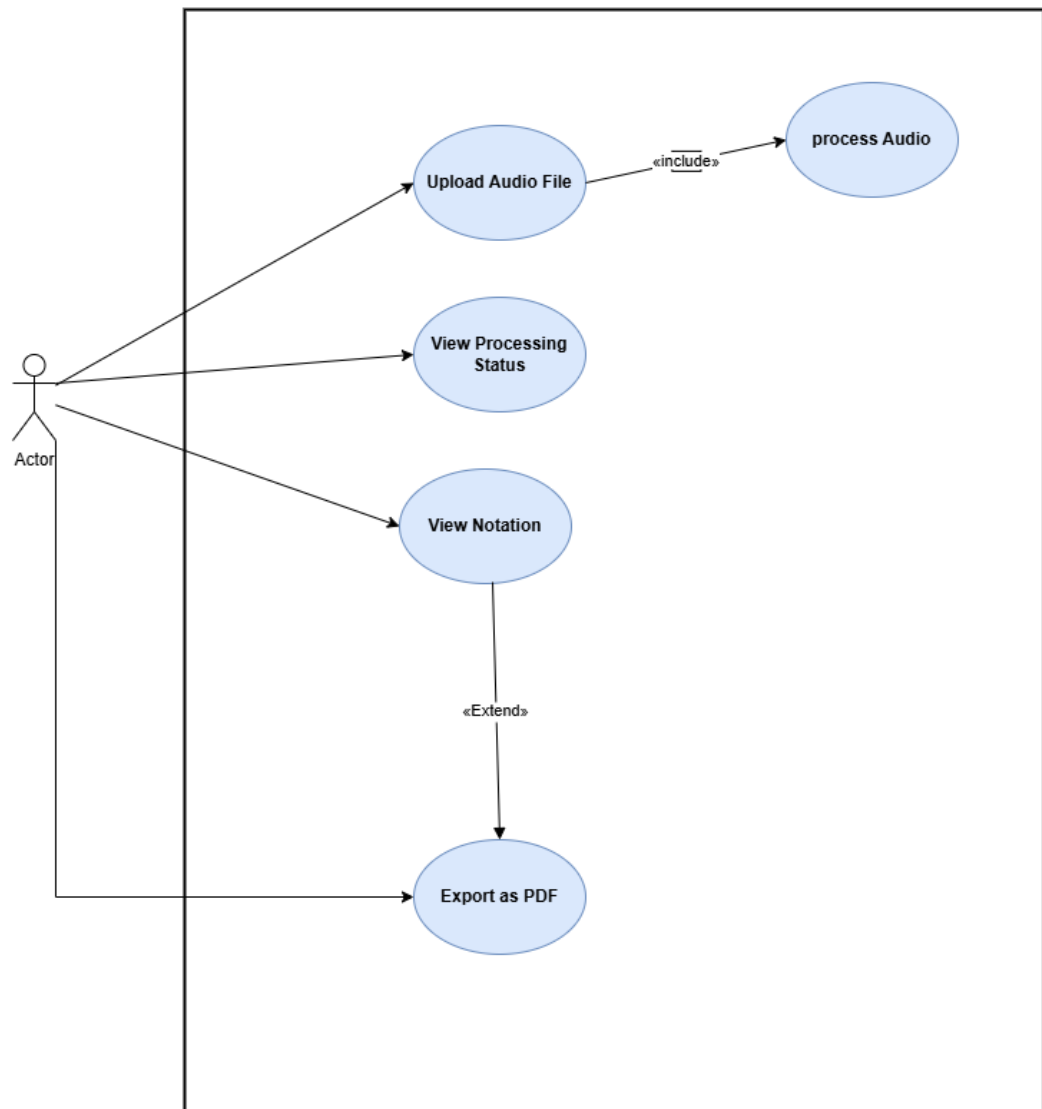 process Audio
«include»
Upload Audio File
View Processing
Status
Actor
View Notation
«Extend»
Export as PDF